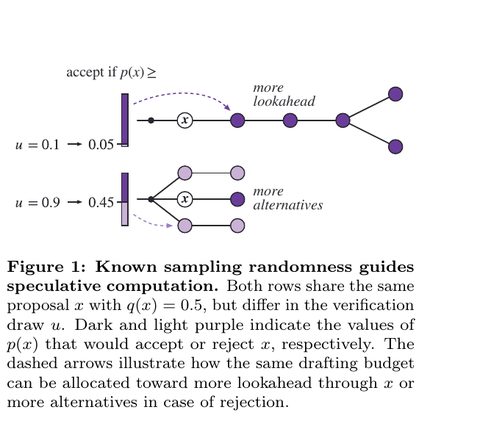 accept if p(x) ≥
more
lookahead
x
u = 0.1 → 0.05
u = 0.9 → 0.45
x
more
alternatives
Figure 1: Known sampling randomness guides
speculative computation. Both rows share the same
proposal x with q(x) = 0.5, but differ in the verification
draw u. Dark and light purple indicate the values of
p(x) that would accept or reject x, respectively. The
dashed arrows illustrate how the same drafting budget
can be allocated toward more lookahead through x or
more alternatives in case of rejection.